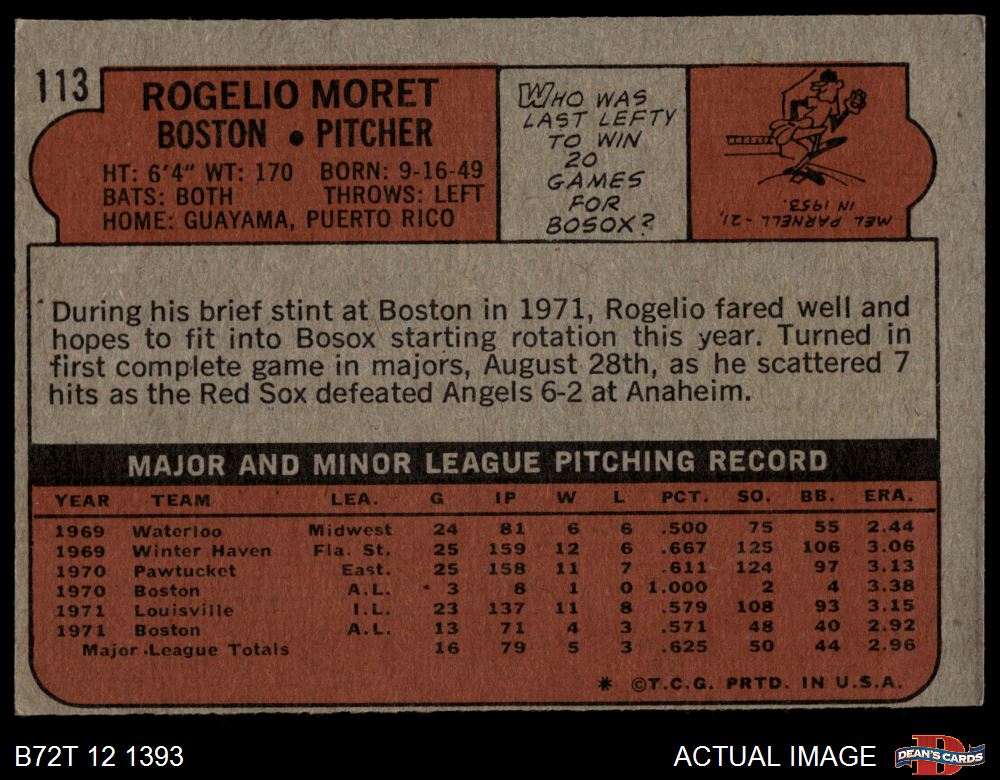 113
ROGELIO MORET
BOSTON • PITCHER
HT: 6'4" WT: 170 BORN: 9-16-49
BATS: BOTH THROWS: LEFT
HOME: GUAYAMA, PUERTO RICO
WHO WAS
LAST LEFTY
TO WIN
20
GAMES
FOR
BOSOX?
MEL PARNELL - 21,
IN 1953.
During his brief stint at Boston in 1971, Rogelio fared well and
hopes to fit into Bosox starting rotation this year. Turned in
first complete game in majors, August 28th, as he scattered 7
hits as the Red Sox defeated Angels 6-2 at Anaheim.
MAJOR AND MINOR LEAGUE PITCHING RECORD
YEAR TEAM LEA. G IP W L PCT. SO. BB. ERA.
1969 Waterloo Midwest 24 81 6 6 .500 75 55 2.44
1969 Winter Haven Fla. St. 25 159 12 6 .667 125 106 3.06
1970 Pawtucket East. 25 158 11 7 .611 124 97 3.13
1970 Boston A.L. 3 8 1 0 1.000 2 4 3.38
1971 Louisville I.L. 23 137 11 8 .579 108 93 3.15
1971 Boston A.L. 13 71 4 3 .571 48 40 2.92
Major League Totals 16 79 5 3 .625 50 44 2.96
* ©T.C.G. PRTD. IN U.S.A.
B72T 12 1393
ACTUAL IMAGE
DEAN'S CARDS